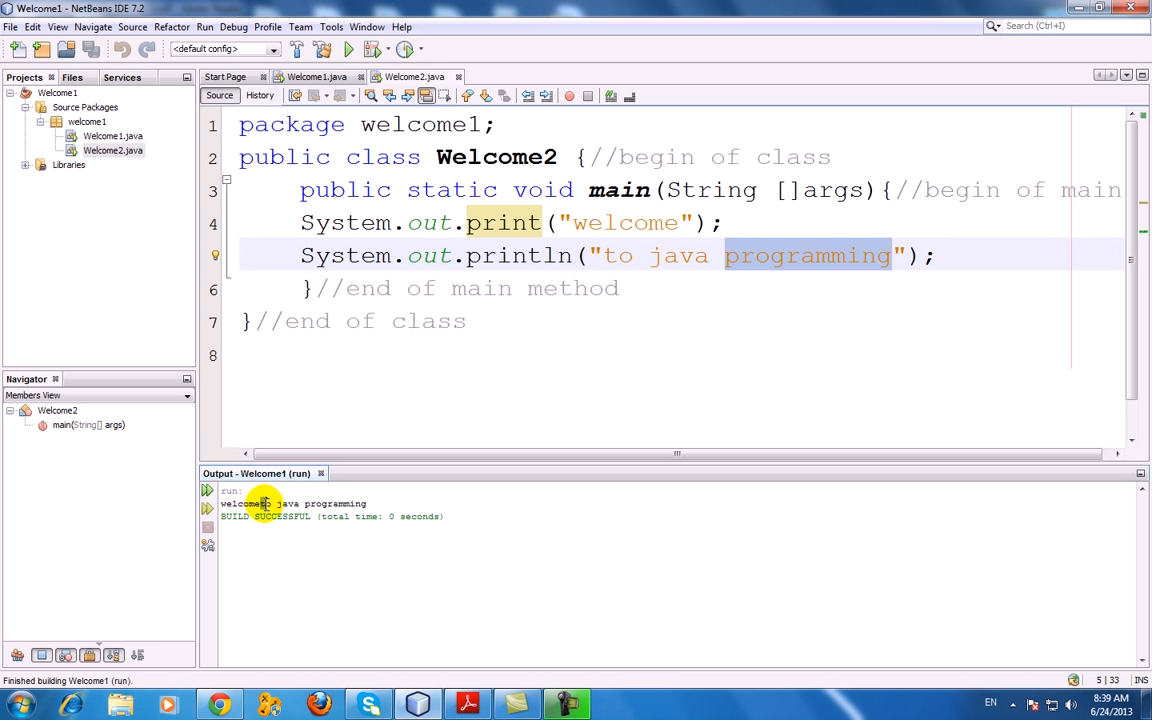 Welcome1 - NetBeans IDE 7.2
File Edit View Navigate Source Refactor Run Debug Profile Team Tools Window Help
Search (Ctrl+I)
<default config>
Projects Files Services
Start Page Welcome1.java Welcome2.java
Source History
Welcome1
Source Packages
welcome1
Welcome1.java
Welcome2.java
Libraries
1 package welcome1;
2 public class Welcome2 {//begin of class
3 public static void main(String []args){//begin of main
4 System.out.print("welcome");
System.out.println("to java programming");
6 }//end of main method
7 }//end of class
8
Navigator
Members View
Welcome2
main(String[] args)
Output - Welcome1 (run)
run:
welcometo java programming
BUILD SUCCESSFUL (total time: 0 seconds)
Finished building Welcome1 (run).
5 | 33 INS
EN
8:39 AM
6/24/2013